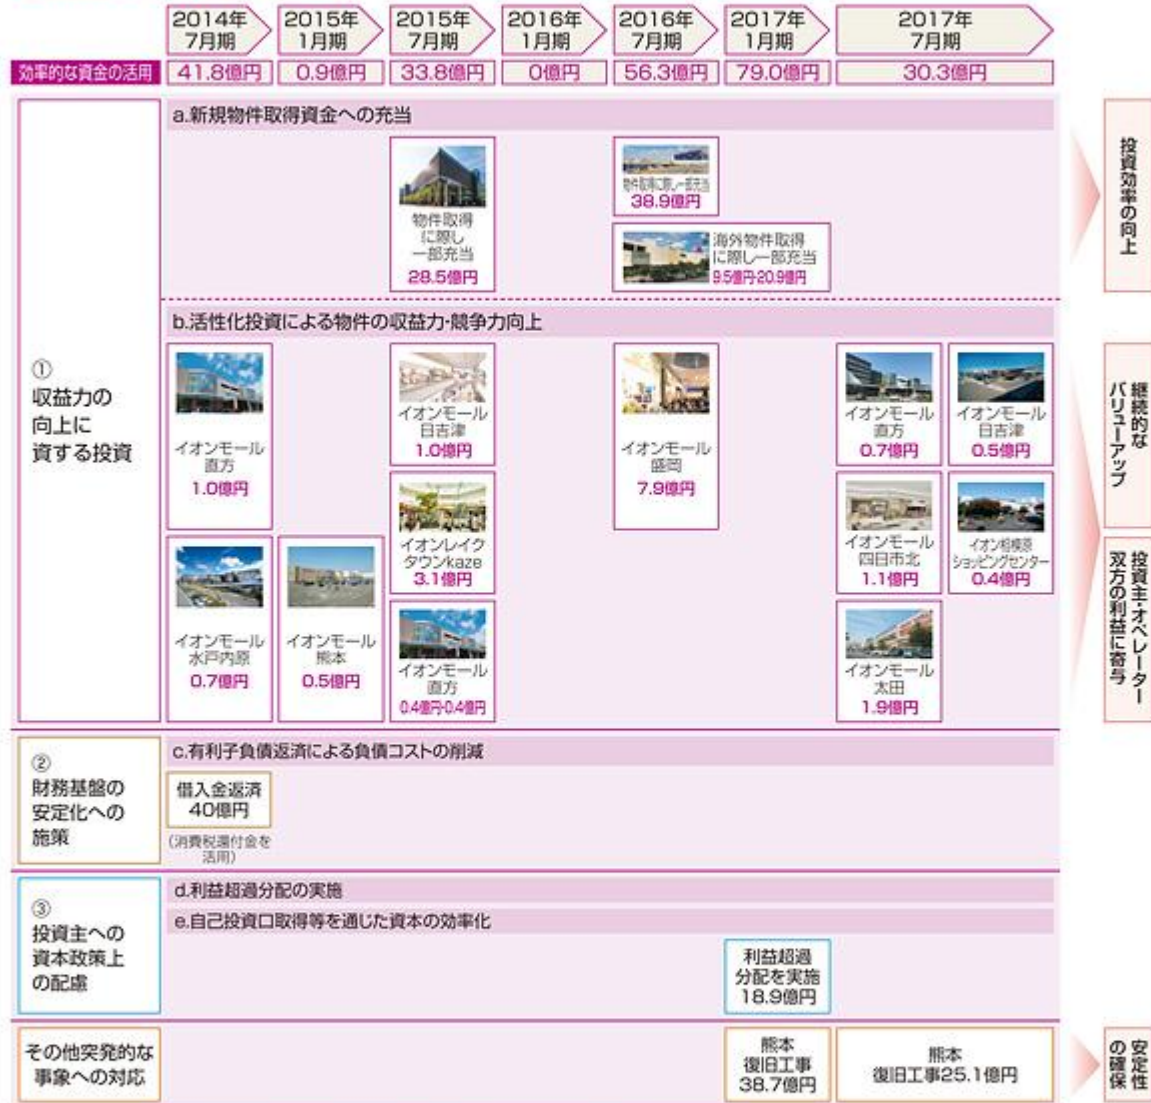 2014年
7月期
2015年
1月期
2015年
7月期
2016年
1月期
2016年
7月期
2017年
1月期
2017年
7月期
効率的な資金の活用
41.8億円
0.9億円
33.8億円
0億円
56.3億円
79.0億円
30.3億円
①
収益力の
向上に
資する投資
a.新規物件取得資金への充当
物件取得
に際し
一部充当
28.5億円
物件取得に際し一部充当
38.9億円
海外物件取得
に際し一部充当
9.5億円・20.9億円
投資効率の向上
b.活性化投資による物件の収益力・競争力向上
イオンモール
直方
1.0億円
イオンモール
日吉津
1.0億円
イオンモール
盛岡
7.9億円
イオンモール
直方
0.7億円
イオンモール
日吉津
0.5億円
イオンレイク
タウンkaze
3.1億円
イオンモール
四日市北
1.1億円
イオン相模原
ショッピングセンター
0.4億円
イオンモール
水戸内原
0.7億円
イオンモール
熊本
0.5億円
イオンモール
直方
0.4億円・0.4億円
イオンモール
太田
1.9億円
継続的な
バリューアップ
投資主・オペレーター
双方の利益に寄与
②
財務基盤の
安定化への
施策
c.有利子負債返済による負債コストの削減
借入金返済
40億円
(消費税還付金を
活用)
③
投資主への
資本政策上
の配慮
d.利益超過分配の実施
e.自己投資口取得等を通じた資本の効率化
利益超過
分配を実施
18.9億円
その他突発的な
事象への対応
熊本
復旧工事
38.7億円
熊本
復旧工事25.1億円
安定性
の確保